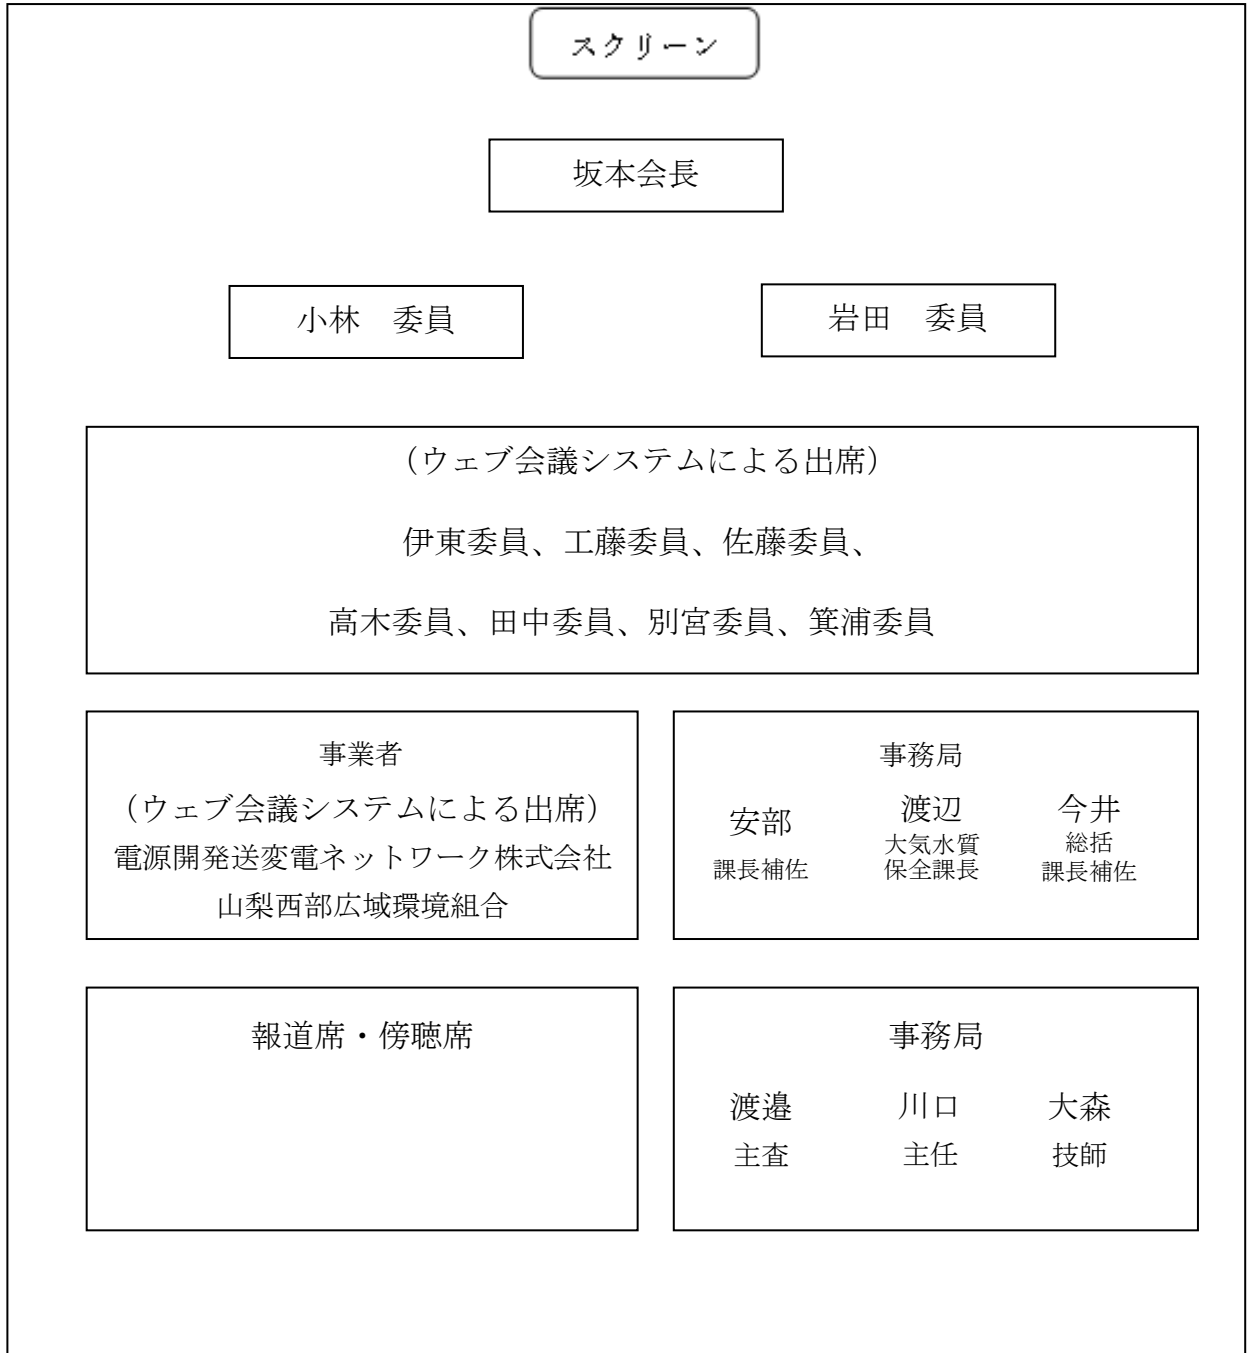 スクリーン
坂本会長
小林　委員
岩田　委員
（ウェブ会議システムによる出席）
伊東委員、工藤委員、佐藤委員、
高木委員、田中委員、別宮委員、箕浦委員
事業者
（ウェブ会議システムによる出席）
電源開発送変電ネットワーク株式会社
山梨西部広域環境組合
事務局
安部
課長補佐
渡辺
大気水質
保全課長
今井
総括
課長補佐
報道席・傍聴席
事務局
渡邉
主査
川口
主任
大森
技師